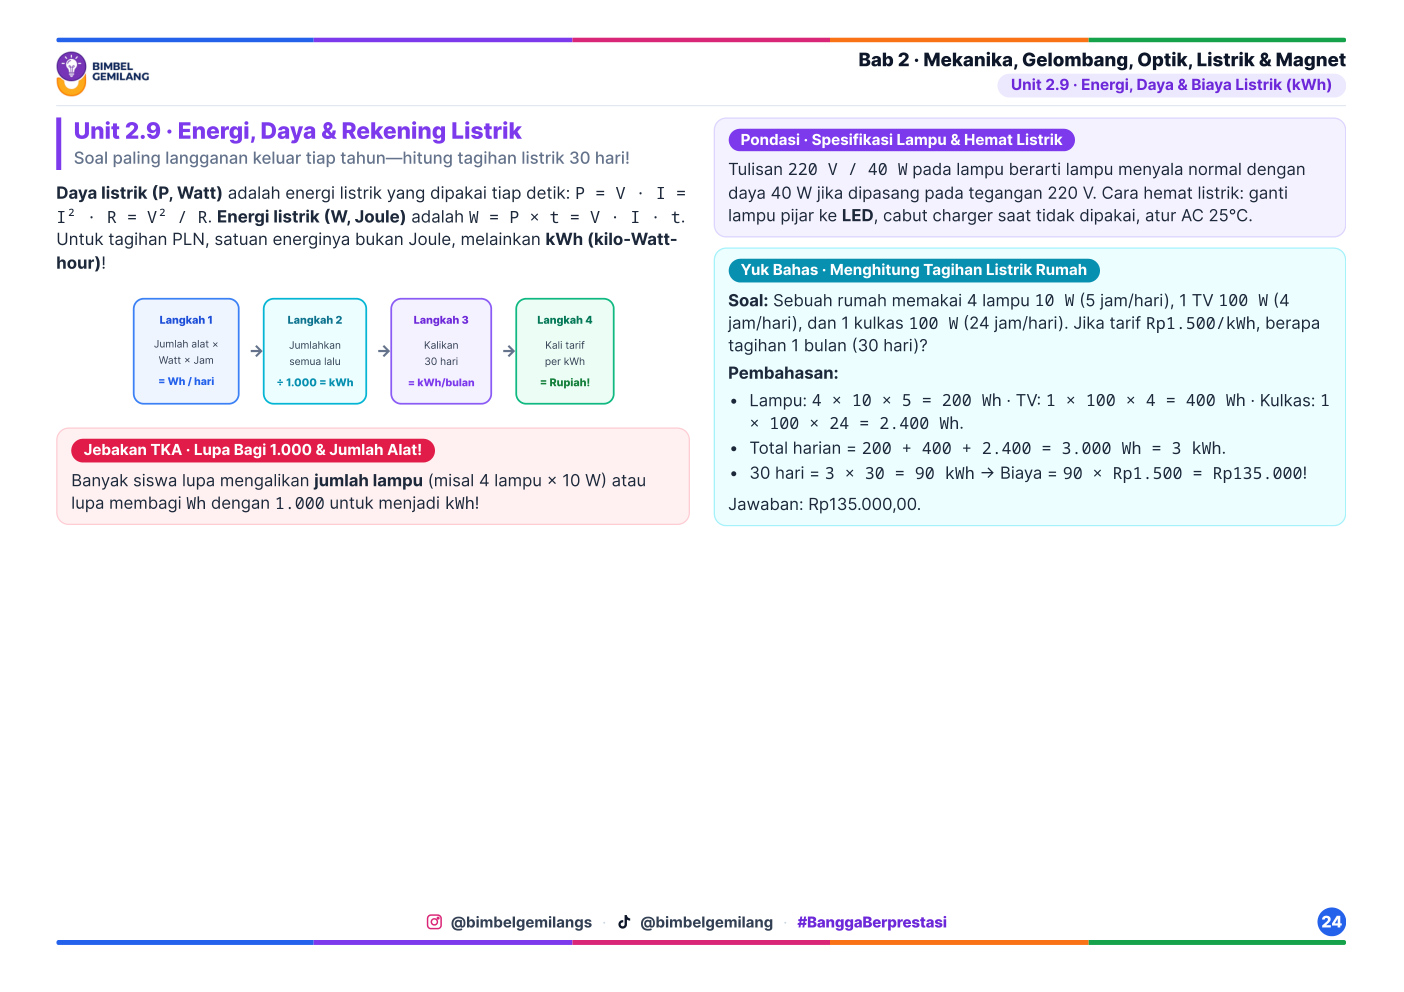 BIMBEL
GEMILANG
Bab 2 · Mekanika, Gelombang, Optik, Listrik & Magnet
Unit 2.9 · Energi, Daya & Biaya Listrik (kWh)
Unit 2.9 · Energi, Daya & Rekening Listrik
Soal paling langganan keluar tiap tahun—hitung tagihan listrik 30 hari!
Daya listrik (P, Watt) adalah energi listrik yang dipakai tiap detik: P = V · I =
I² · R = V² / R. Energi listrik (W, Joule) adalah W = P × t = V · I · t.
Untuk tagihan PLN, satuan energinya bukan Joule, melainkan kWh (kilo-Watt-
hour)!
Langkah 1
Jumlah alat ×
Watt × Jam
= Wh / hari
→
Langkah 2
Jumlahkan
semua lalu
÷ 1.000 = kWh
→
Langkah 3
Kalikan
30 hari
= kWh/bulan
→
Langkah 4
Kali tarif
per kWh
= Rupiah!
Jebakan TKA · Lupa Bagi 1.000 & Jumlah Alat!
Banyak siswa lupa mengalikan jumlah lampu (misal 4 lampu × 10 W) atau
lupa membagi Wh dengan 1.000 untuk menjadi kWh!
Pondasi · Spesifikasi Lampu & Hemat Listrik
Tulisan 220 V / 40 W pada lampu berarti lampu menyala normal dengan
daya 40 W jika dipasang pada tegangan 220 V. Cara hemat listrik: ganti
lampu pijar ke LED, cabut charger saat tidak dipakai, atur AC 25°C.
Yuk Bahas · Menghitung Tagihan Listrik Rumah
Soal: Sebuah rumah memakai 4 lampu 10 W (5 jam/hari), 1 TV 100 W (4
jam/hari), dan 1 kulkas 100 W (24 jam/hari). Jika tarif Rp1.500/kWh, berapa
tagihan 1 bulan (30 hari)?
Pembahasan:
• Lampu: 4 × 10 × 5 = 200 Wh · TV: 1 × 100 × 4 = 400 Wh · Kulkas: 1
× 100 × 24 = 2.400 Wh.
• Total harian = 200 + 400 + 2.400 = 3.000 Wh = 3 kWh.
• 30 hari = 3 × 30 = 90 kWh → Biaya = 90 × Rp1.500 = Rp135.000!
Jawaban: Rp135.000,00.
@bimbelgemilangs · @bimbelgemilang · #BanggaBerprestasi
24